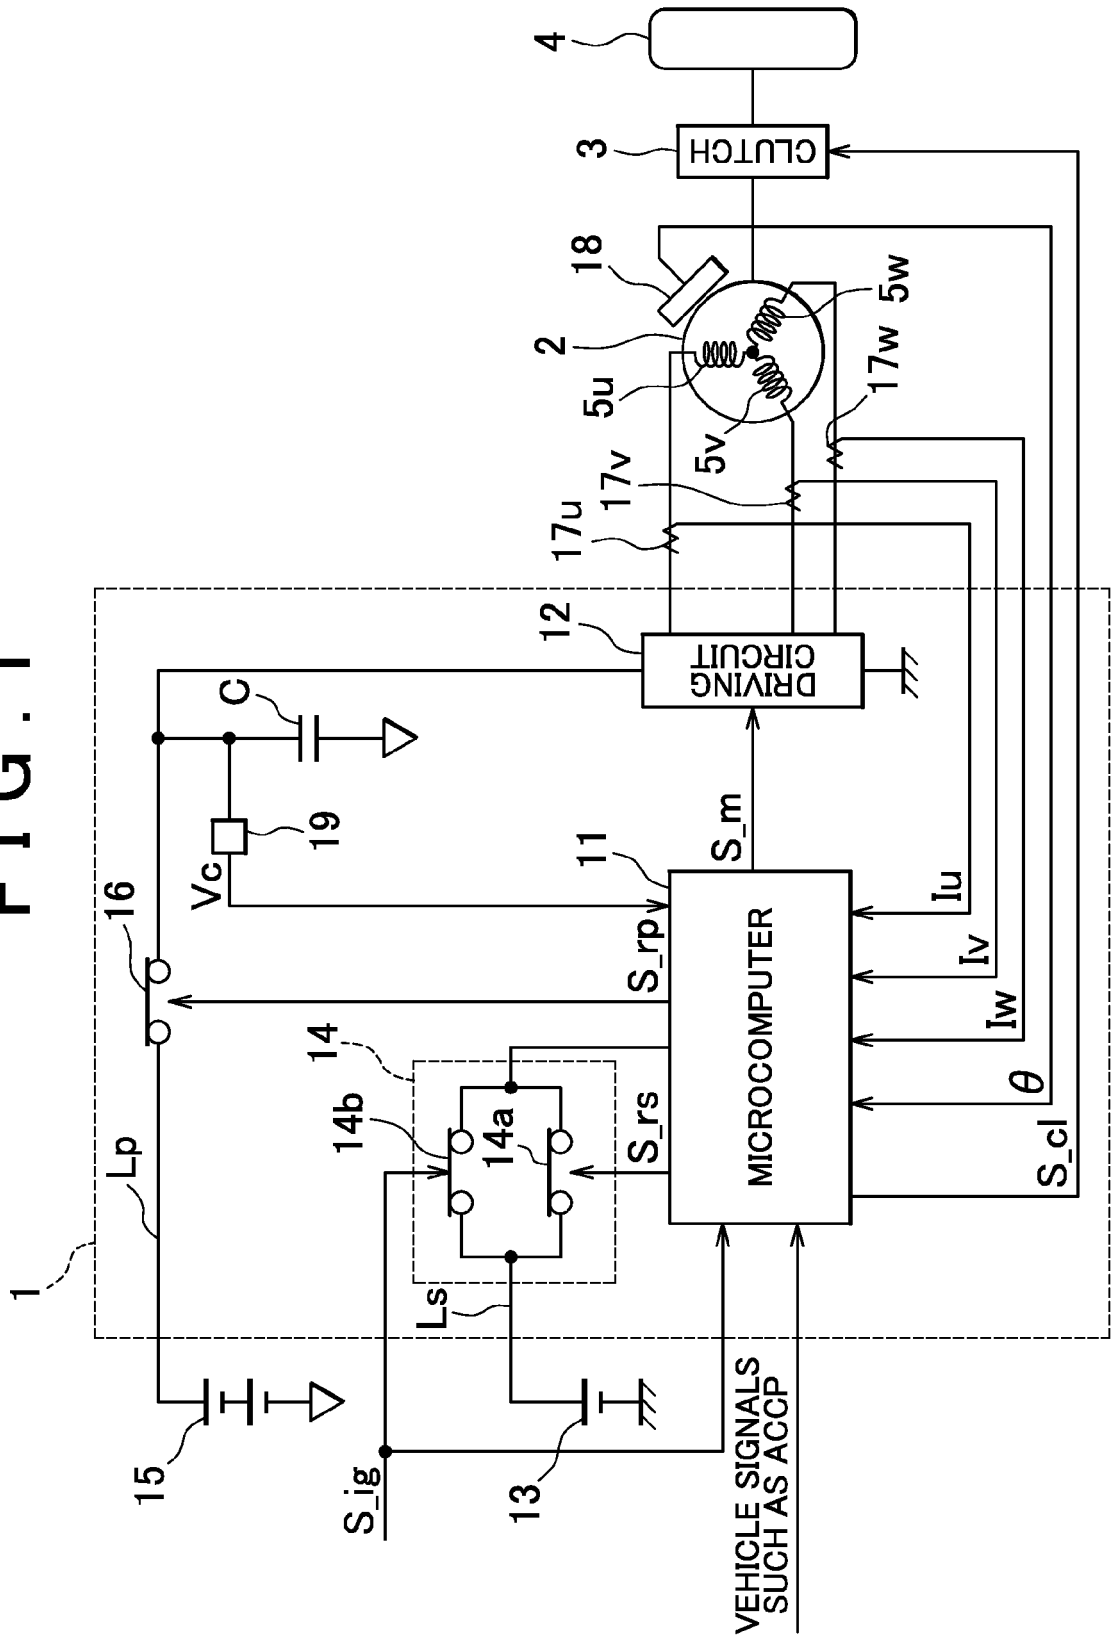 FIG. 1
1
Lp
16
15
Vc
C
14
19
14b
S_ig
Ls
14a
13
12
2
4
17u
11
18
3
5u
17v
S_rs
S_rp
5v
S_m
CLUTCH
DRIVING
CIRCUIT
MICROCOMPUTER
VEHICLE SIGNALS
SUCH AS ACCP
17w
5w
Iu
Iv
Iw
θ
S_cl